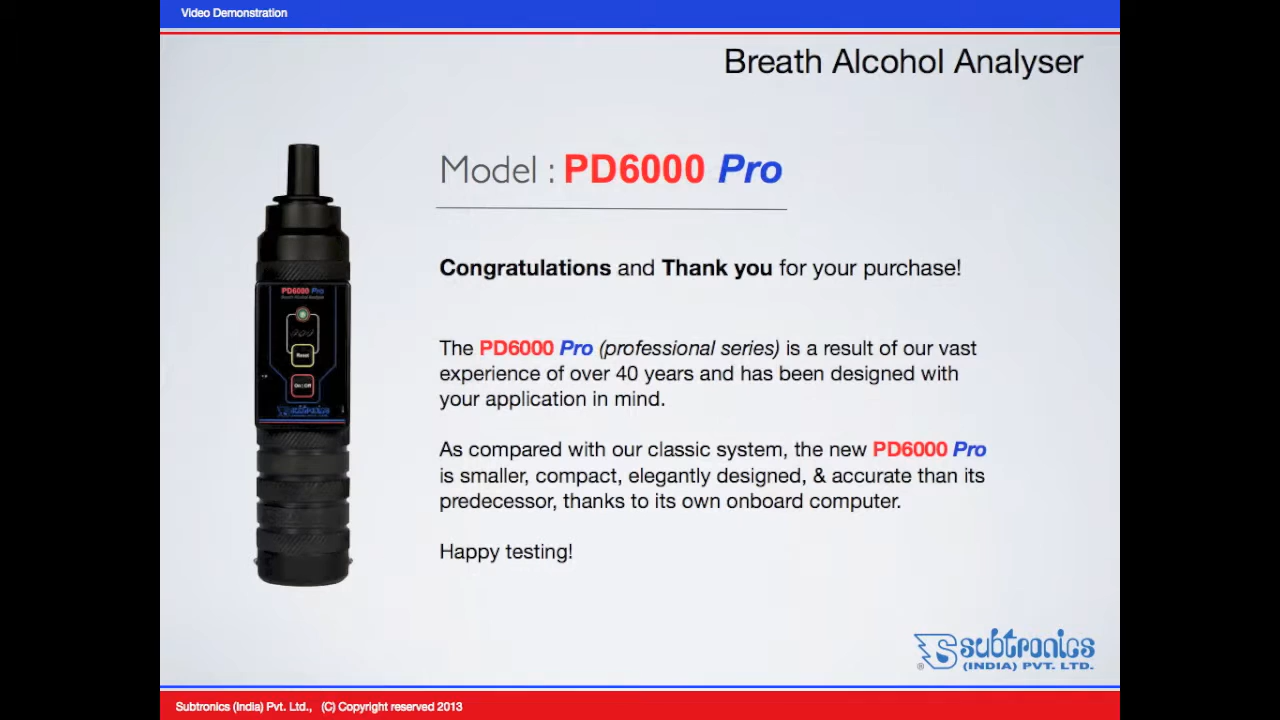 Video Demonstration
Breath Alcohol Analyser
Model : PD6000 Pro
Congratulations and Thank you for your purchase!
The PD6000 Pro (professional series) is a result of our vast
experience of over 40 years and has been designed with
your application in mind.
As compared with our classic system, the new PD6000 Pro
is smaller, compact, elegantly designed, & accurate than its
predecessor, thanks to its own onboard computer.
Happy testing!
PD6000 Pro
Breath Alcohol Analyser
Reset
On | Off
subtronics
S subtronics
® (INDIA) PVT. LTD.
Subtronics (India) Pvt. Ltd., (C) Copyright reserved 2013